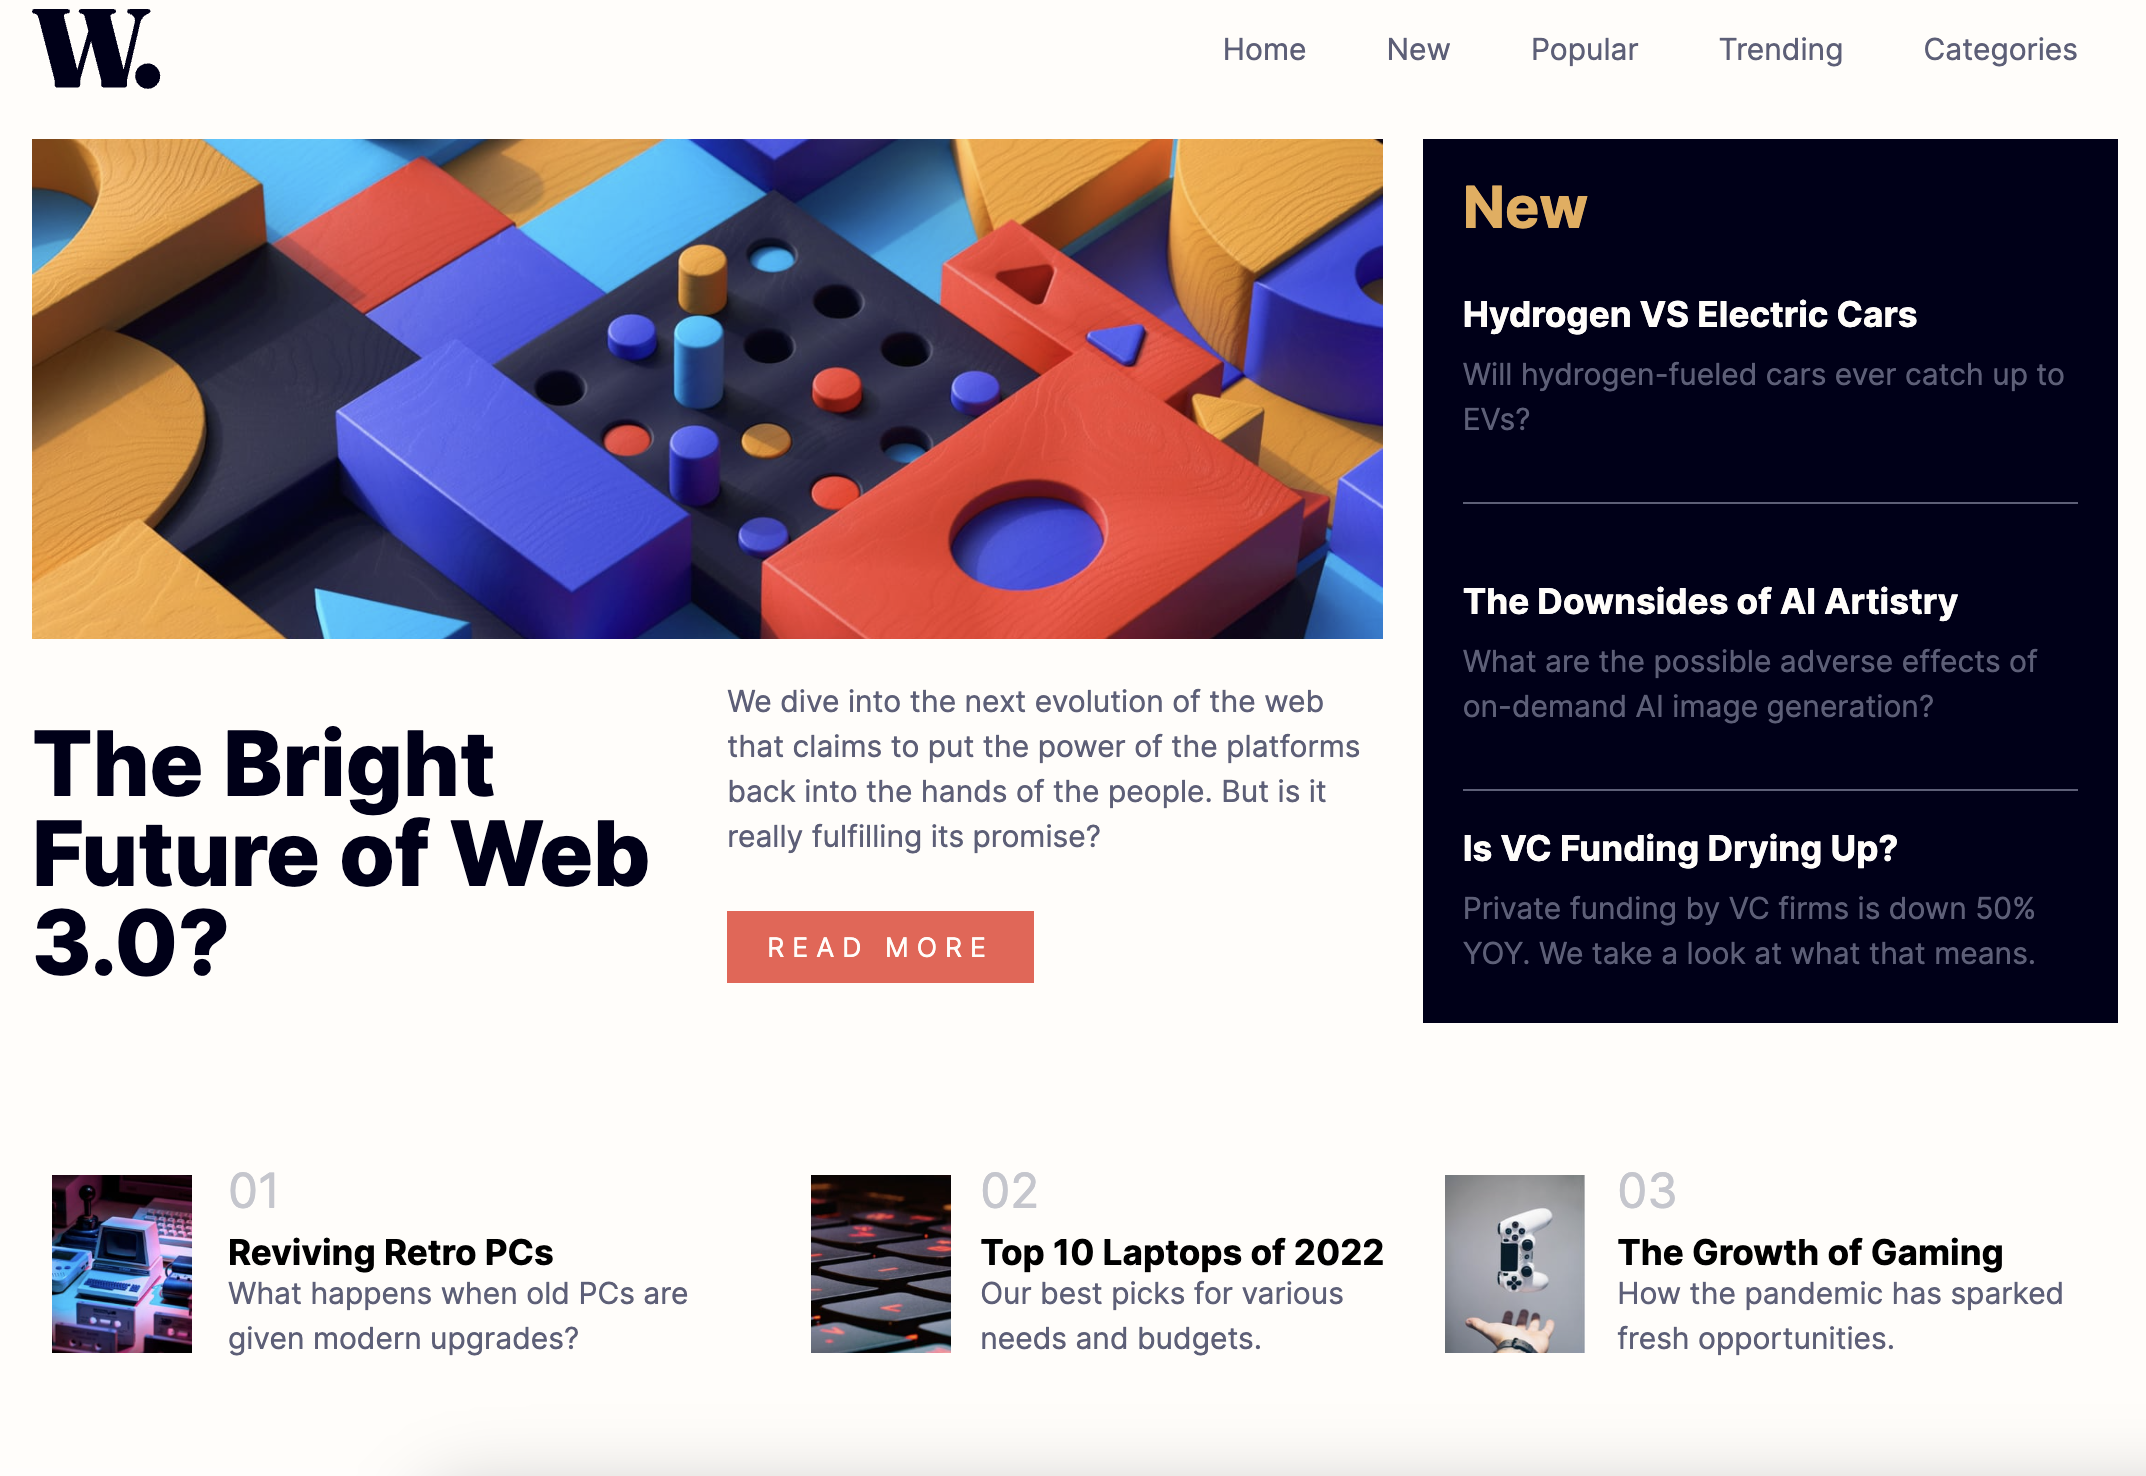 W.
Home New Popular Trending Categories
The Bright
Future of Web
3.0?
We dive into the next evolution of the web
that claims to put the power of the platforms
back into the hands of the people. But is it
really fulfilling its promise?
READ MORE
New
Hydrogen VS Electric Cars
Will hydrogen-fueled cars ever catch up to
EVs?
The Downsides of AI Artistry
What are the possible adverse effects of
on-demand AI image generation?
Is VC Funding Drying Up?
Private funding by VC firms is down 50%
YOY. We take a look at what that means.
01
Reviving Retro PCs
What happens when old PCs are
given modern upgrades?
02
Top 10 Laptops of 2022
Our best picks for various
needs and budgets.
03
The Growth of Gaming
How the pandemic has sparked
fresh opportunities.